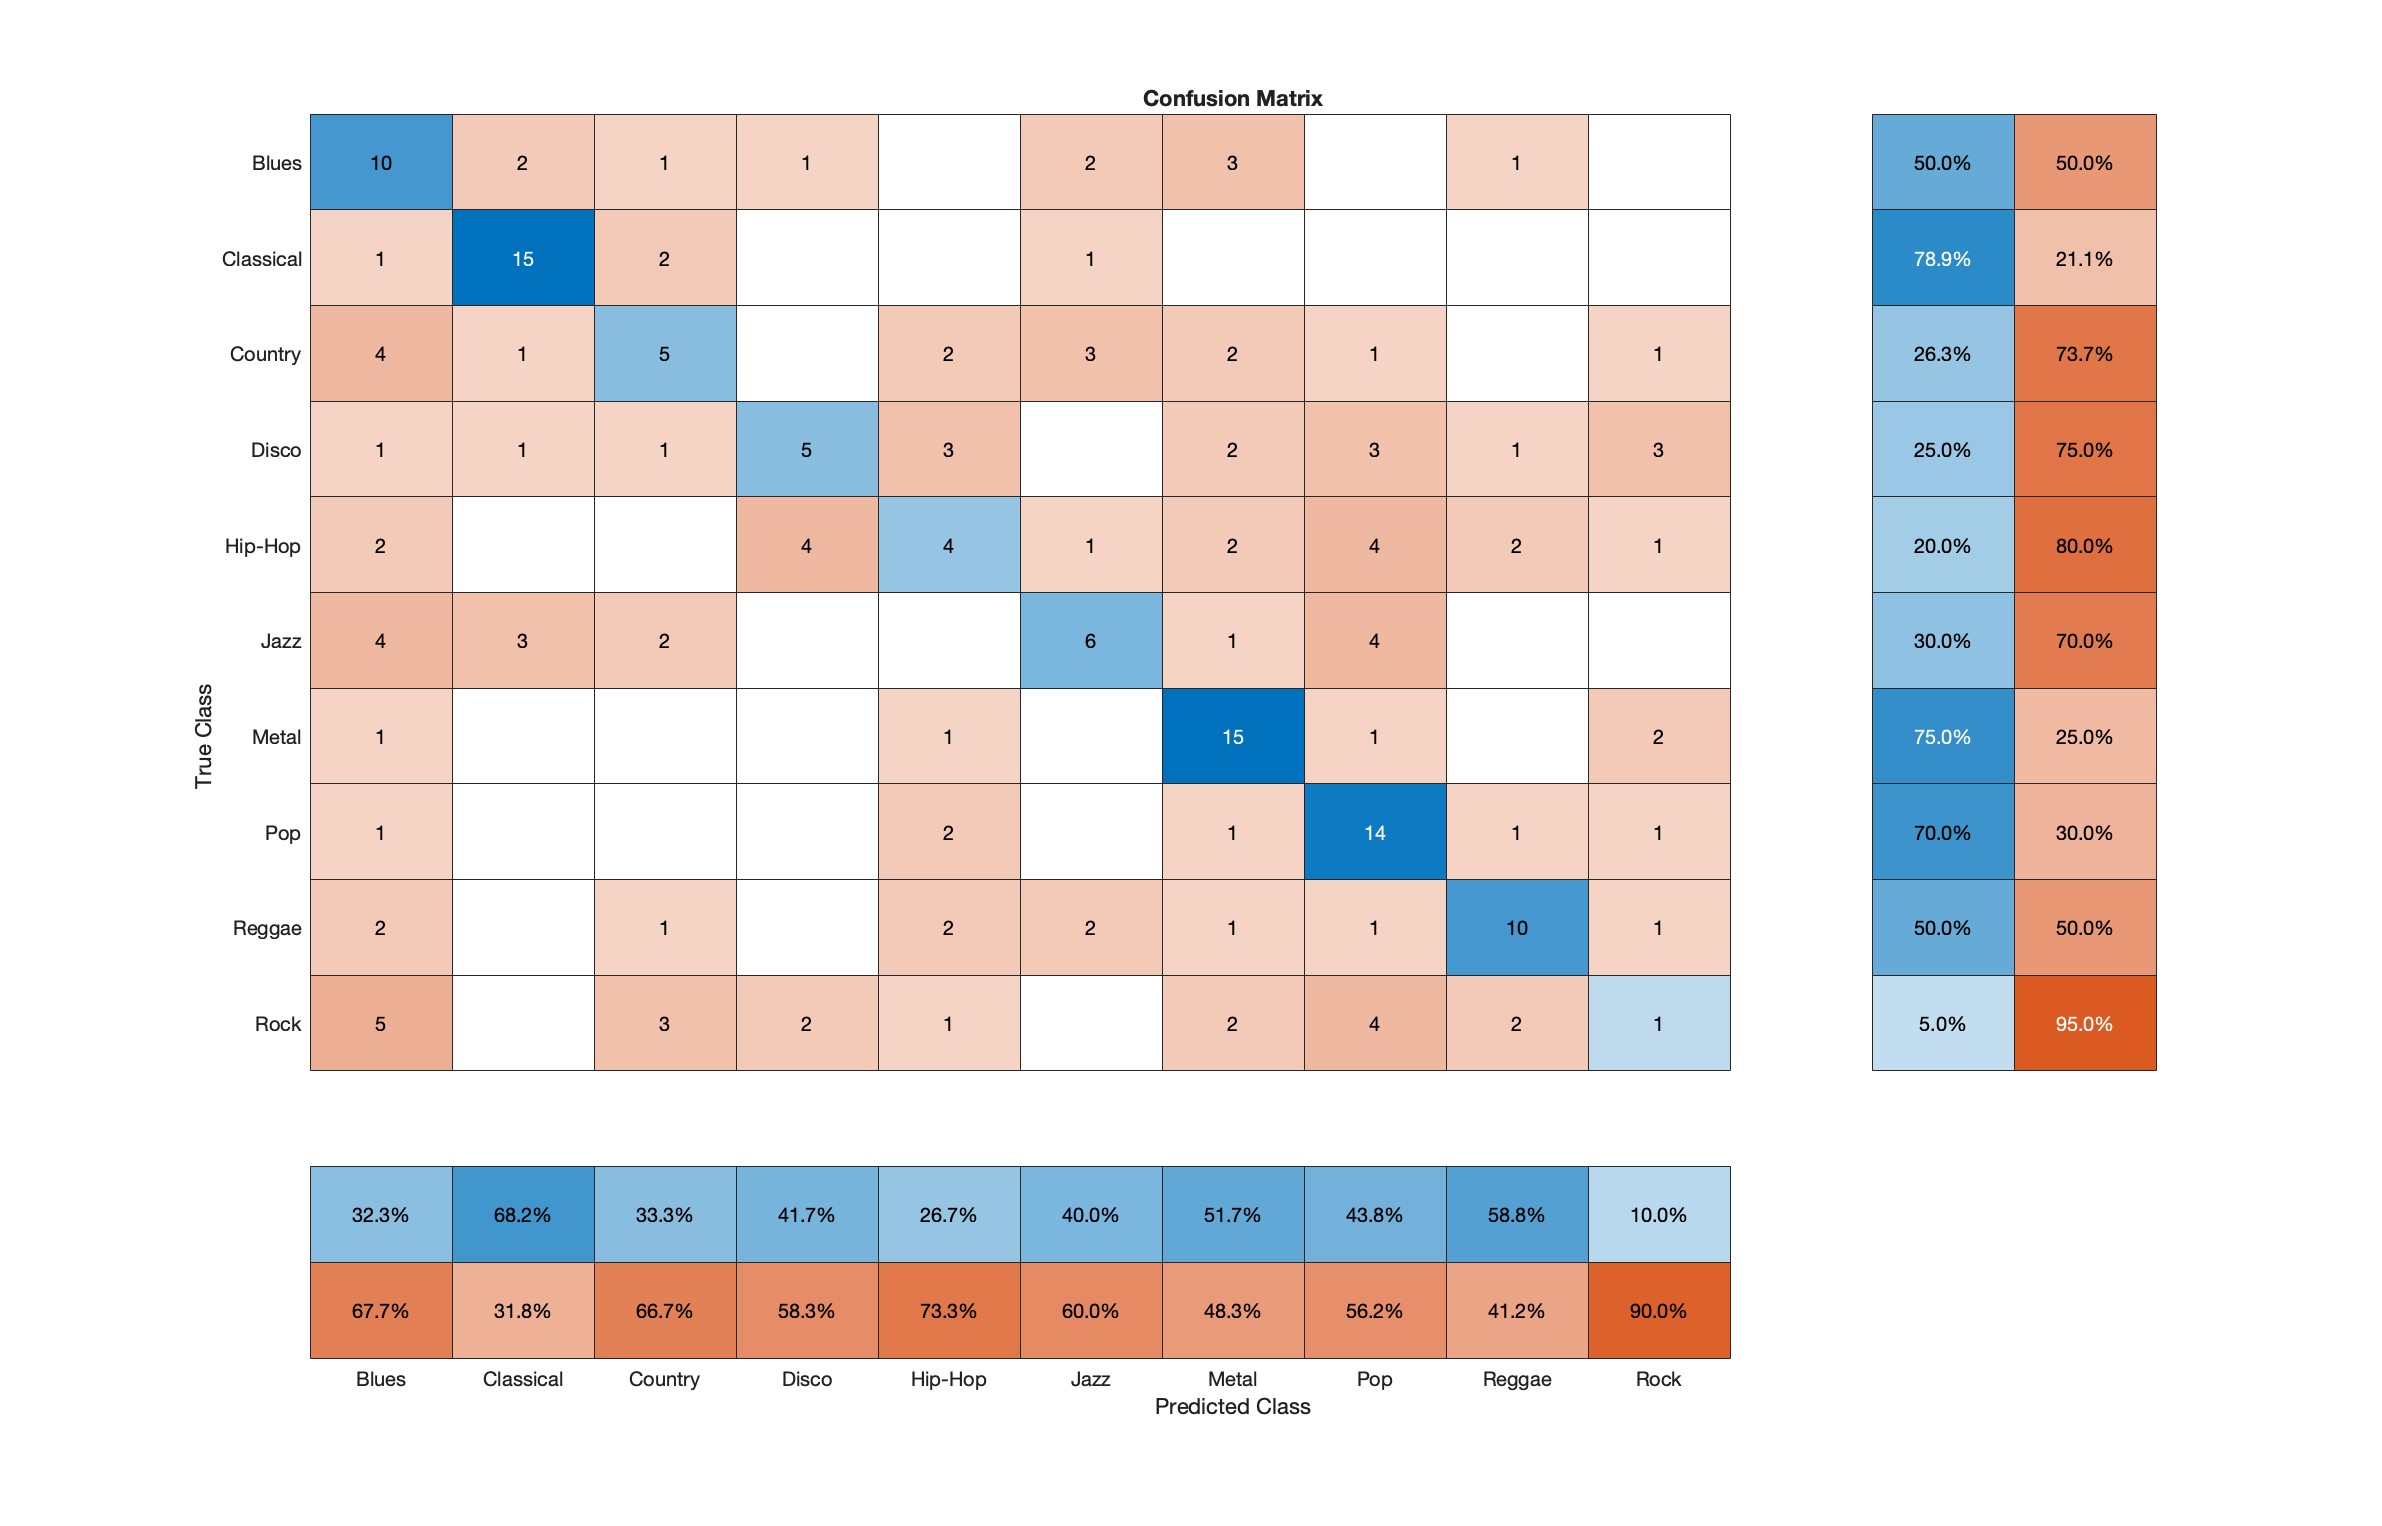 Confusion Matrix
Blues 10 2 1 1 2 3 1 50.0% 50.0%
Classical 1 15 2 1 78.9% 21.1%
Country 4 1 5 2 3 2 1 1 26.3% 73.7%
Disco 1 1 1 5 3 2 3 1 3 25.0% 75.0%
Hip-Hop 2 4 4 1 2 4 2 1 20.0% 80.0%
Jazz 4 3 2 6 1 4 30.0% 70.0%
True Class
Metal 1 1 15 1 2 75.0% 25.0%
Pop 1 2 1 14 1 1 70.0% 30.0%
Reggae 2 1 2 2 1 1 10 1 50.0% 50.0%
Rock 5 3 2 1 2 4 2 1 5.0% 95.0%
32.3% 68.2% 33.3% 41.7% 26.7% 40.0% 51.7% 43.8% 58.8% 10.0%
67.7% 31.8% 66.7% 58.3% 73.3% 60.0% 48.3% 56.2% 41.2% 90.0%
Blues Classical Country Disco Hip-Hop Jazz Metal Pop Reggae Rock
Predicted Class